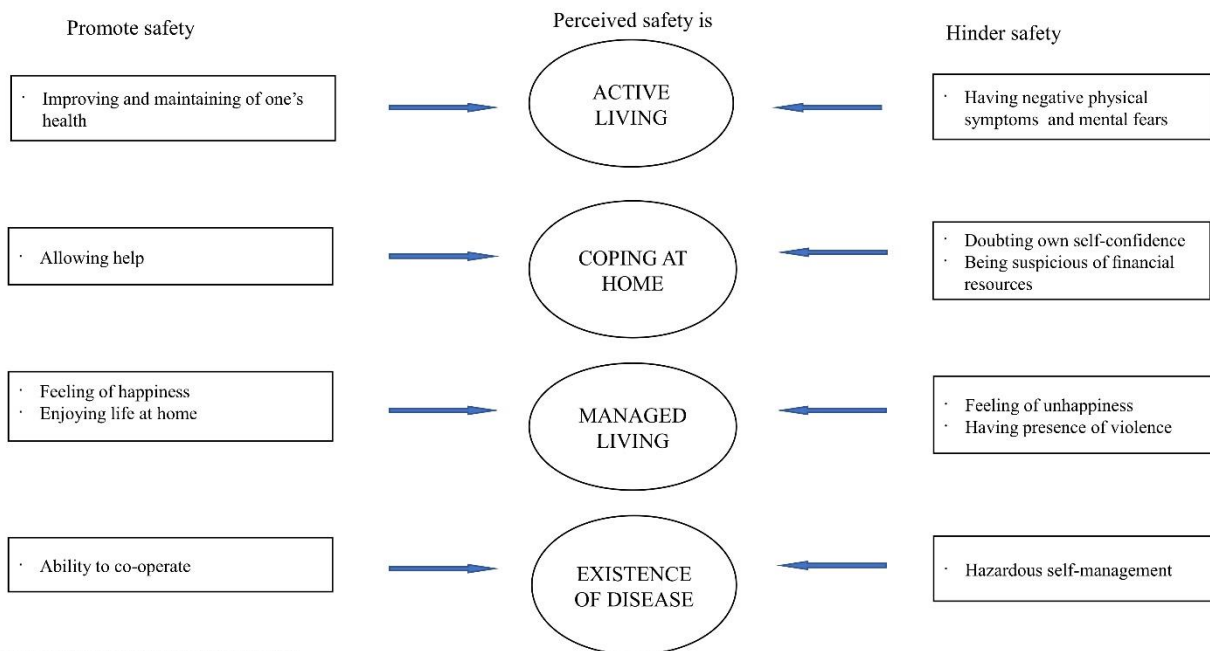 Promote safety
Perceived safety is
Hinder safety
· Improving and maintaining of one's
health
ACTIVE
LIVING
· Having negative physical
symptoms and mental fears
· Allowing help
COPING AT
HOME
· Doubting own self-confidence
· Being suspicious of financial
resources
· Feeling of happiness
· Enjoying life at home
MANAGED
LIVING
· Feeling of unhappiness
· Having presence of violence
· Ability to co-operate
EXISTENCE
OF DISEASE
· Hazardous self-management